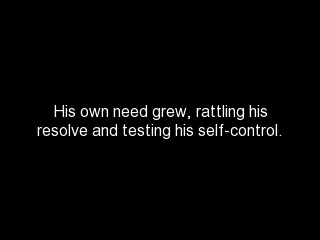 His own need grew, rattling his
resolve and testing his self-control.